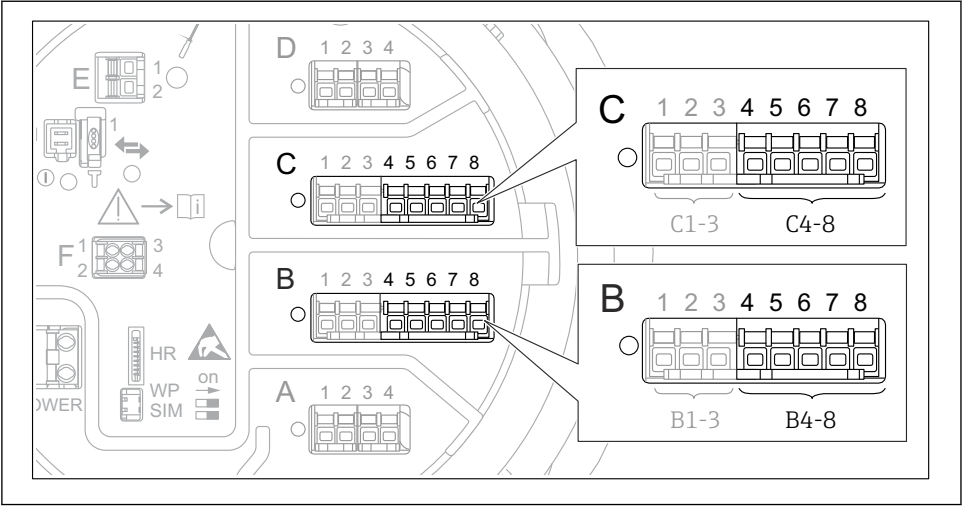 D 1 2 3 4
E 1
2
1
C 1 2 3 4 5 6 7 8
i
F 1 3
2 4
B 1 2 3 4 5 6 7 8
HR
WP
SIM
on
OWER
A 1 2 3 4
C 1 2 3 4 5 6 7 8
C1-3 C4-8
B 1 2 3 4 5 6 7 8
B1-3 B4-8